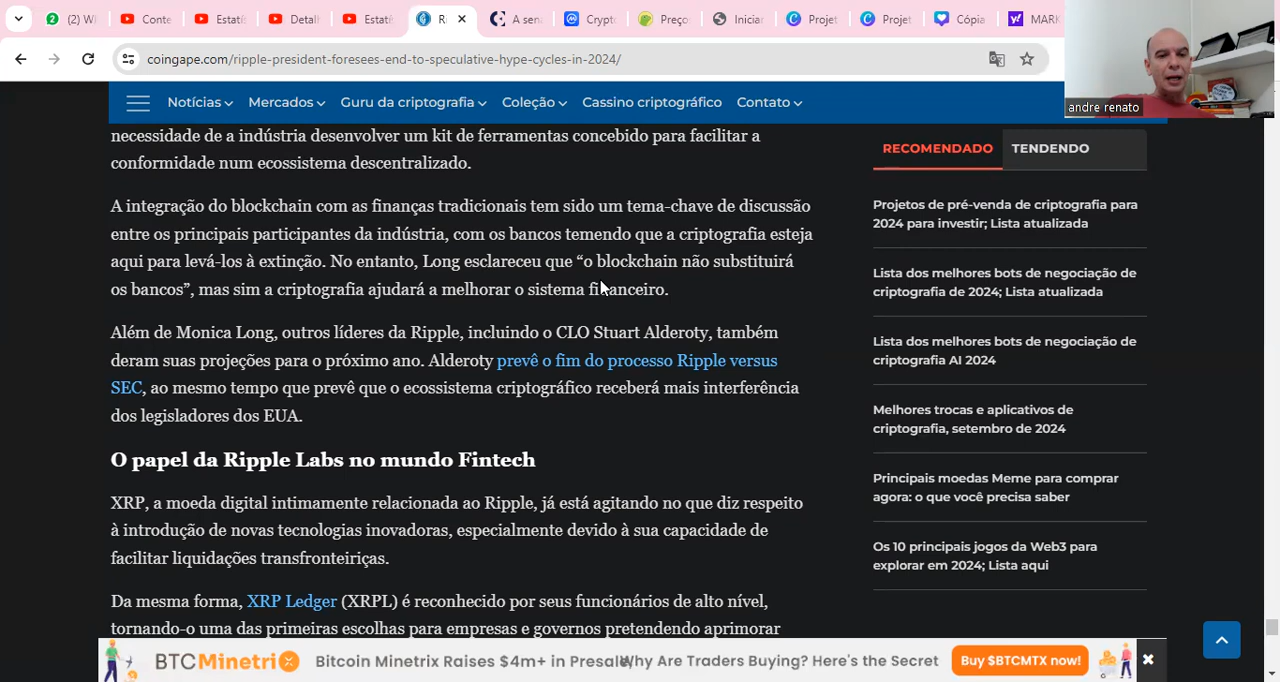 (2) Wl
Conte
Estatí
Detall
Estatí
Ri
A sen
Crypt
Preço
Iniciar
Projet
Projet
Cópia
MARK
coingape.com/ripple-president-foresees-end-to-speculative-hype-cycles-in-2024/
andre renato
Notícias
Mercados
Guru da criptografia
Coleção
Cassino criptográfico
Contato
necessidade de a indústria desenvolver um kit de ferramentas concebido para facilitar a
conformidade num ecossistema descentralizado.
A integração do blockchain com as finanças tradicionais tem sido um tema-chave de discussão
entre os principais participantes da indústria, com os bancos temendo que a criptografia esteja
aqui para levá-los à extinção. No entanto, Long esclareceu que “o blockchain não substituirá
os bancos”, mas sim a criptografia ajudará a melhorar o sistema financeiro.
Além de Monica Long, outros líderes da Ripple, incluindo o CLO Stuart Alderoty, também
deram suas projeções para o próximo ano. Alderoty prevê o fim do processo Ripple versus
SEC, ao mesmo tempo que prevê que o ecossistema criptográfico receberá mais interferência
dos legisladores dos EUA.
O papel da Ripple Labs no mundo Fintech
XRP, a moeda digital intimamente relacionada ao Ripple, já está agitando no que diz respeito
à introdução de novas tecnologias inovadoras, especialmente devido à sua capacidade de
facilitar liquidações transfronteiriças.
Da mesma forma, XRP Ledger (XRPL) é reconhecido por seus funcionários de alto nível,
tornando-o uma das primeiras escolhas para empresas e governos pretendendo aprimorar
RECOMENDADO
TENDENDO
Projetos de pré-venda de criptografia para
2024 para investir; Lista atualizada
Lista dos melhores bots de negociação de
criptografia de 2024; Lista atualizada
Lista dos melhores bots de negociação de
criptografia AI 2024
Melhores trocas e aplicativos de
criptografia, setembro de 2024
Principais moedas Meme para comprar
agora: o que você precisa saber
Os 10 principais jogos da Web3 para
explorar em 2024; Lista aqui
BTCMinetrix
Bitcoin Minetrix Raises $4m+ in Presale
Why Are Traders Buying? Here's the Secret
Buy $BTCMTX now!